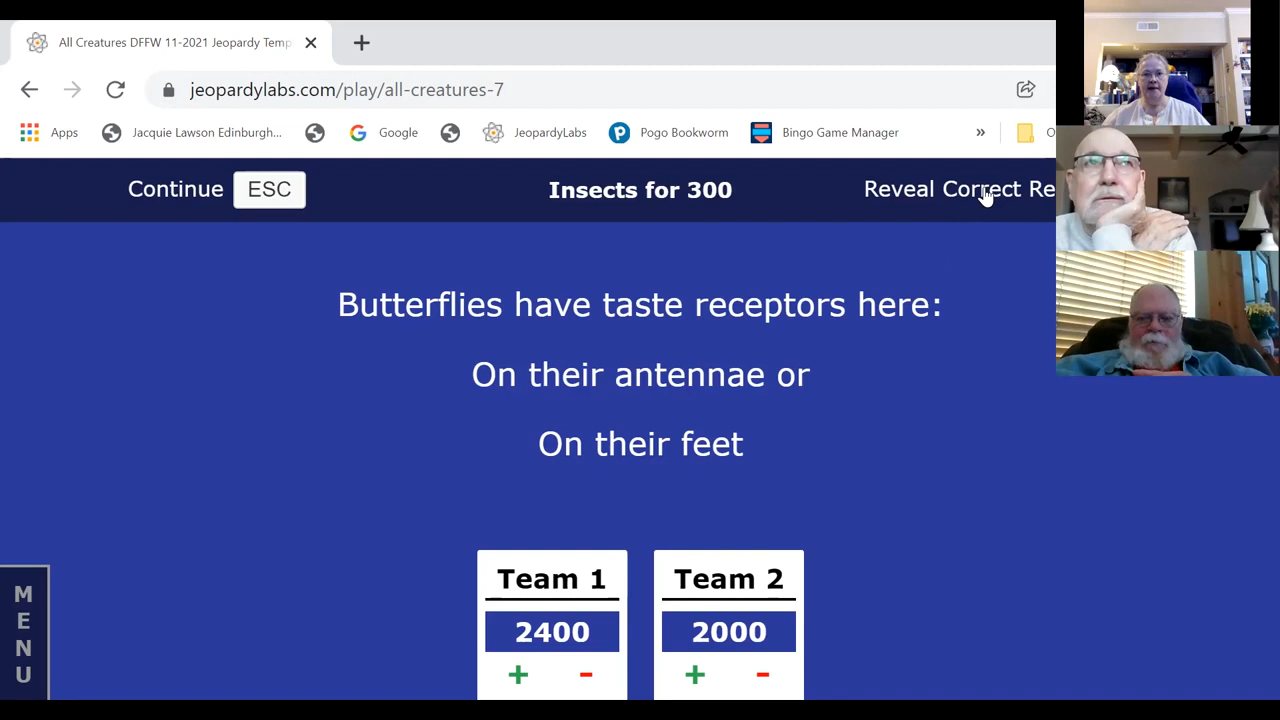 All Creatures DFFW 11-2021 Jeopardy Temp
jeopardylabs.com/play/all-creatures-7
Apps Jacquie Lawson Edinburgh... Google JeopardyLabs Pogo Bookworm Bingo Game Manager » O
Continue ESC Insects for 300 Reveal Correct Re
Butterflies have taste receptors here:
On their antennae or
On their feet
MENU
Team 1 Team 2
2400 2000
+ - + -